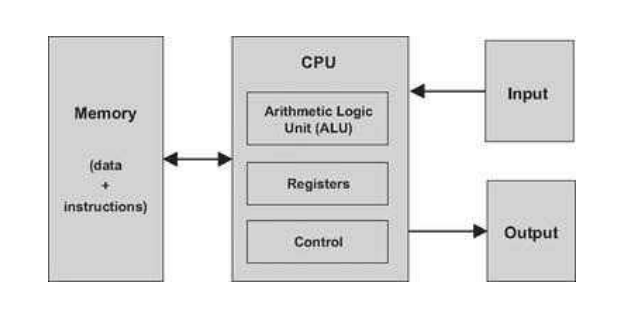 Memory
(data
+
instructions)
CPU
Arithmetic Logic
Unit (ALU)
Registers
Control
Input
Output